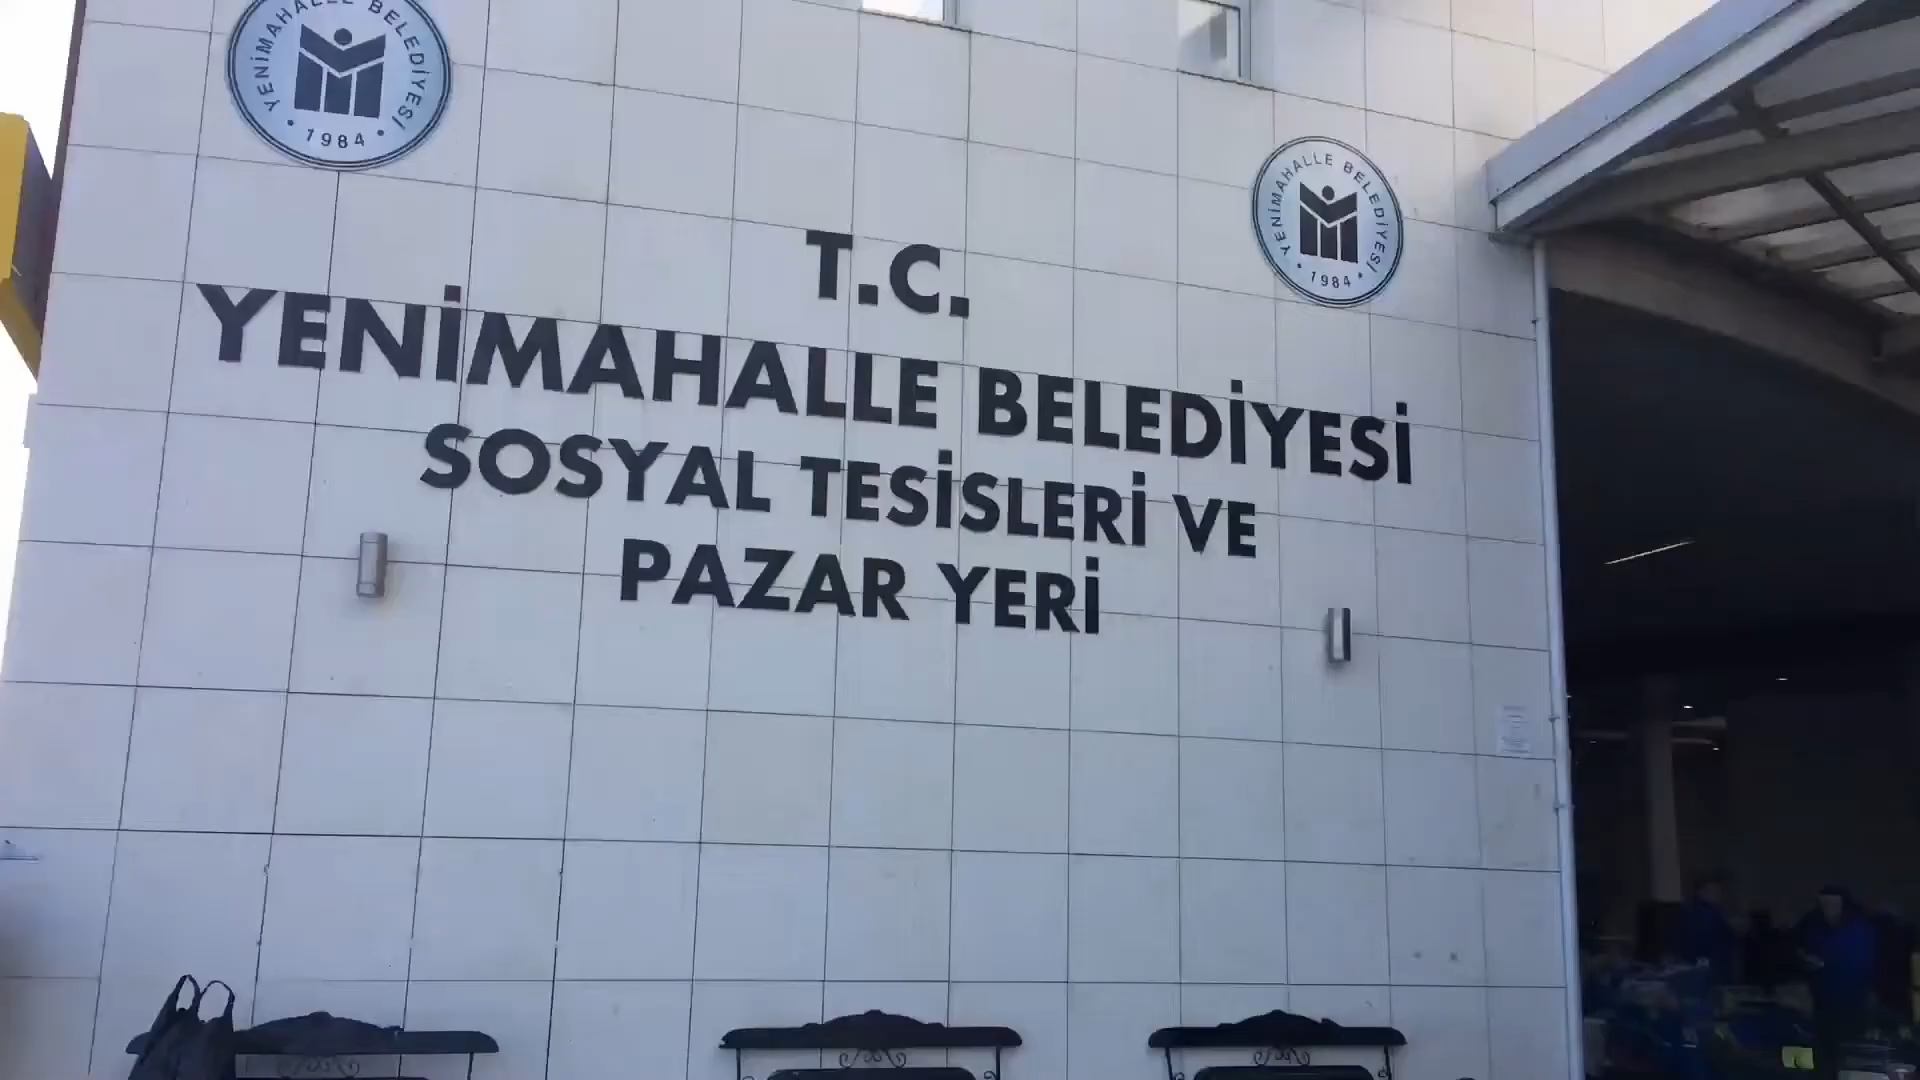 YENİMAHALLE BELEDİYESİ
1984
YENİMAHALLE BELEDİYESİ
1984
T.C.
YENİMAHALLE BELEDİYESİ
SOSYAL TESİSLERİ VE
PAZAR YERİ